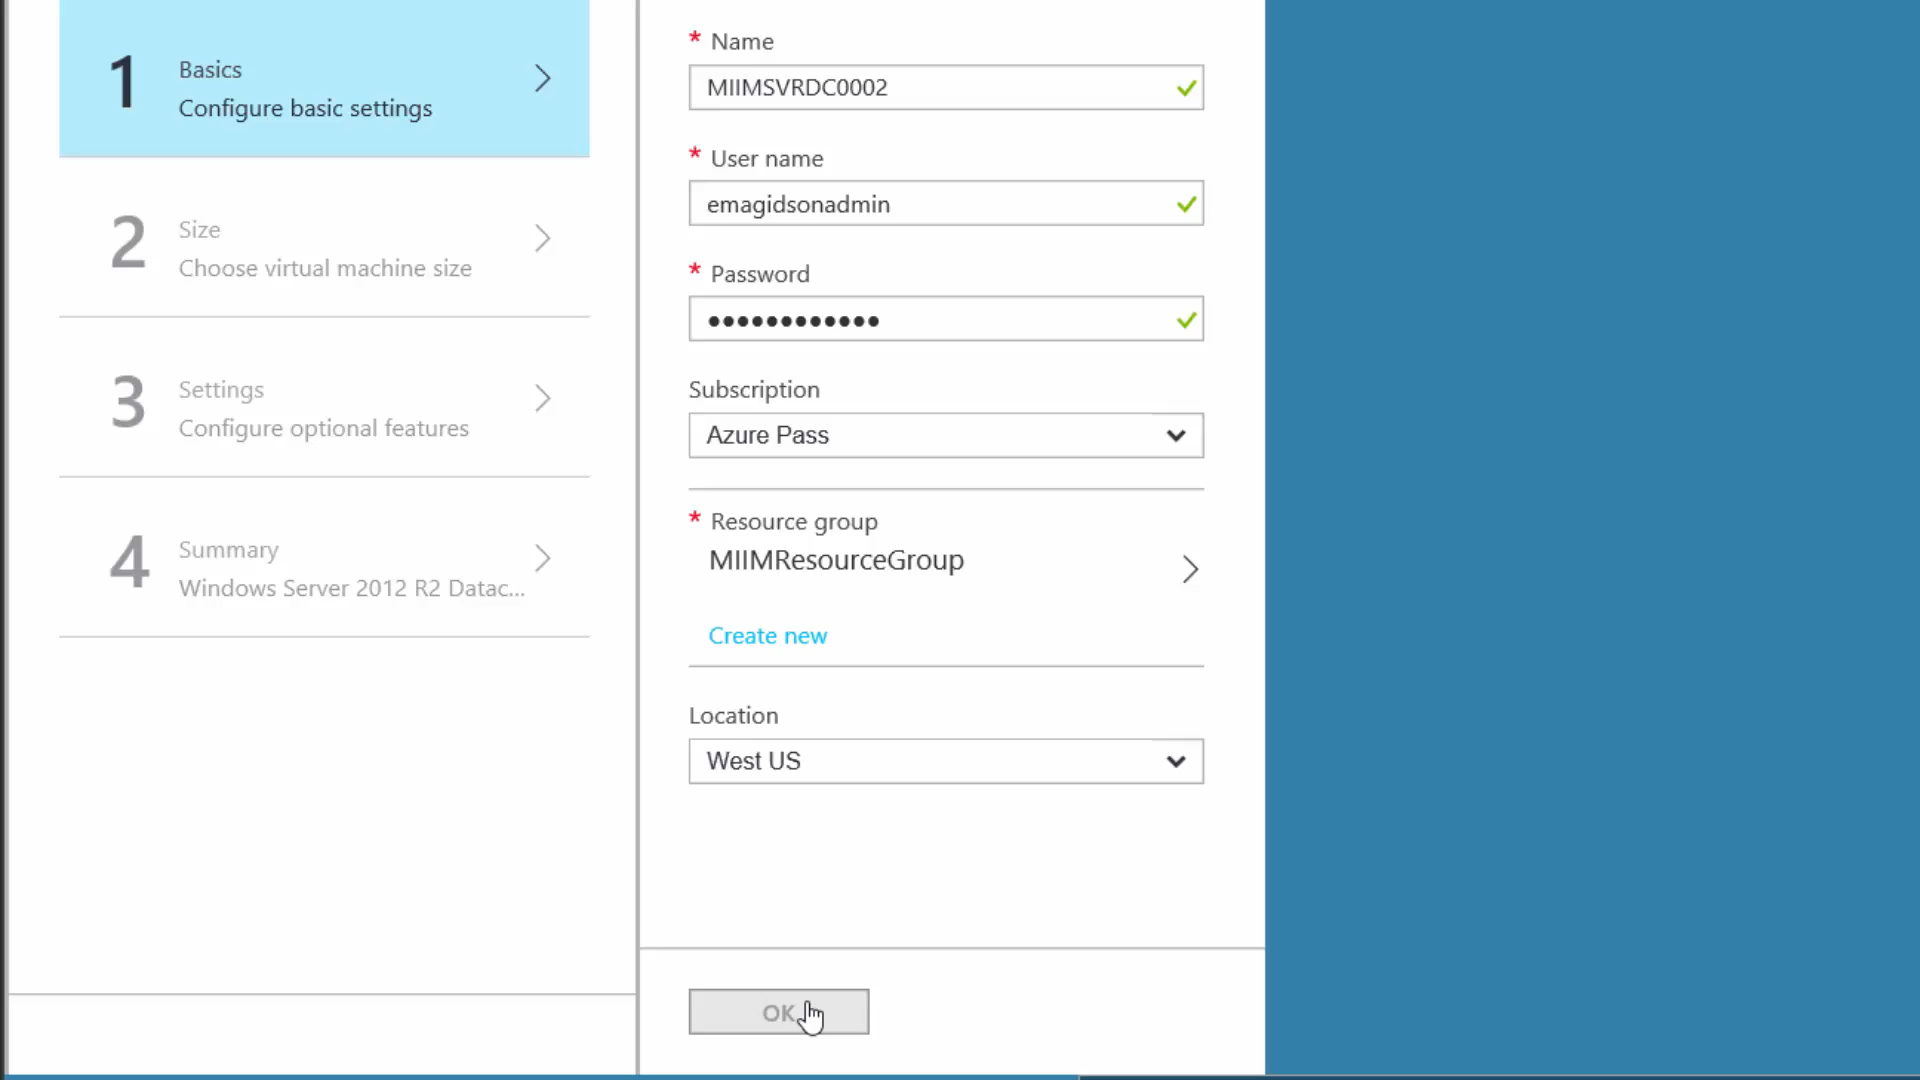 1
Basics
Configure basic settings
2
Size
Choose virtual machine size
3
Settings
Configure optional features
4
Summary
Windows Server 2012 R2 Datac...
* Name
MIIMSVRDC0002
* User name
emagidsonadmin
* Password
●●●●●●●●●●●●
Subscription
Azure Pass
* Resource group
MIIMResourceGroup
Create new
Location
West US
OK